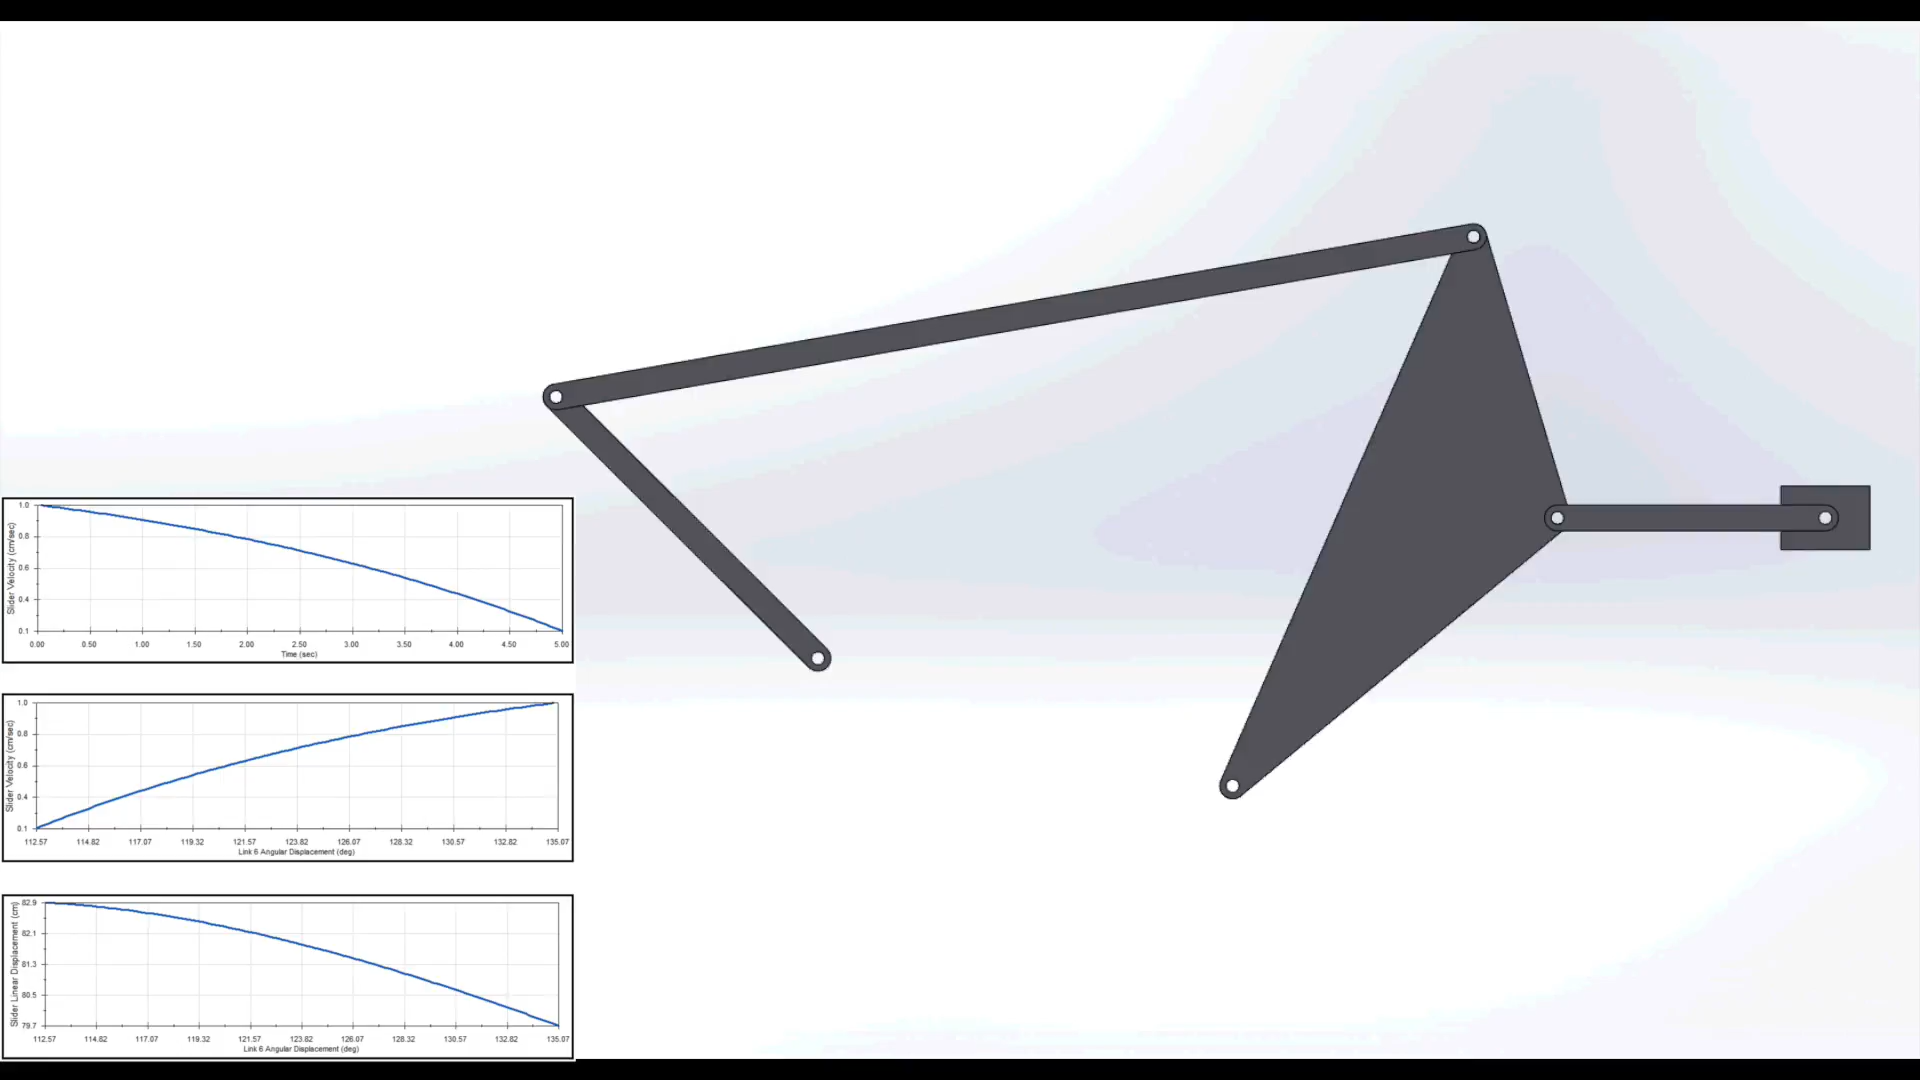 Slider Velocity (cm/sec)
1.0
0.8
0.6
0.4
0.1
0.00 0.50 1.00 1.50 2.00 2.50 3.00 3.50 4.00 4.50 5.00
Time (sec)
Slider Velocity (cm/sec)
1.0
0.8
0.6
0.4
0.1
112.57 114.82 117.07 119.32 121.57 123.82 126.07 128.32 130.57 132.82 135.07
Link 6 Angular Displacement (deg)
Slider Linear Displacement (cm)
82.9
82.1
81.3
80.5
79.7
112.57 114.82 117.07 119.32 121.57 123.82 126.07 128.32 130.57 132.82 135.07
Link 6 Angular Displacement (deg)